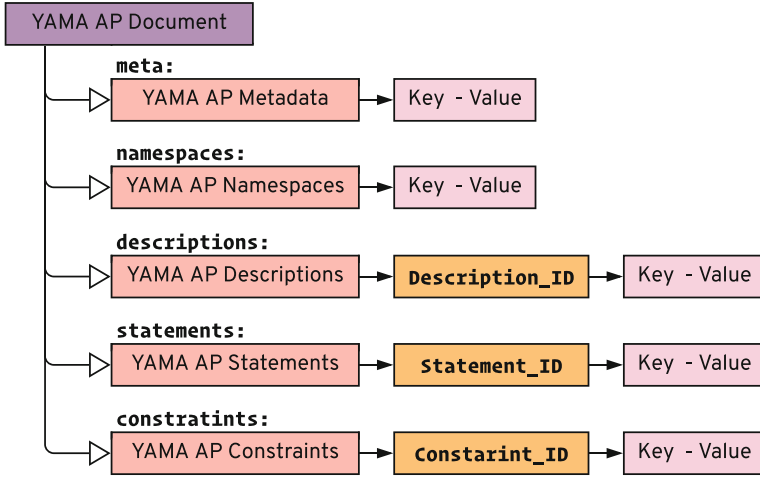 YAMA AP Document
meta:
YAMA AP Metadata
Key - Value
namespaces:
YAMA AP Namespaces
Key - Value
descriptions:
YAMA AP Descriptions
Description_ID
Key - Value
statements:
YAMA AP Statements
Statement_ID
Key - Value
constratints:
YAMA AP Constraints
Constarint_ID
Key - Value